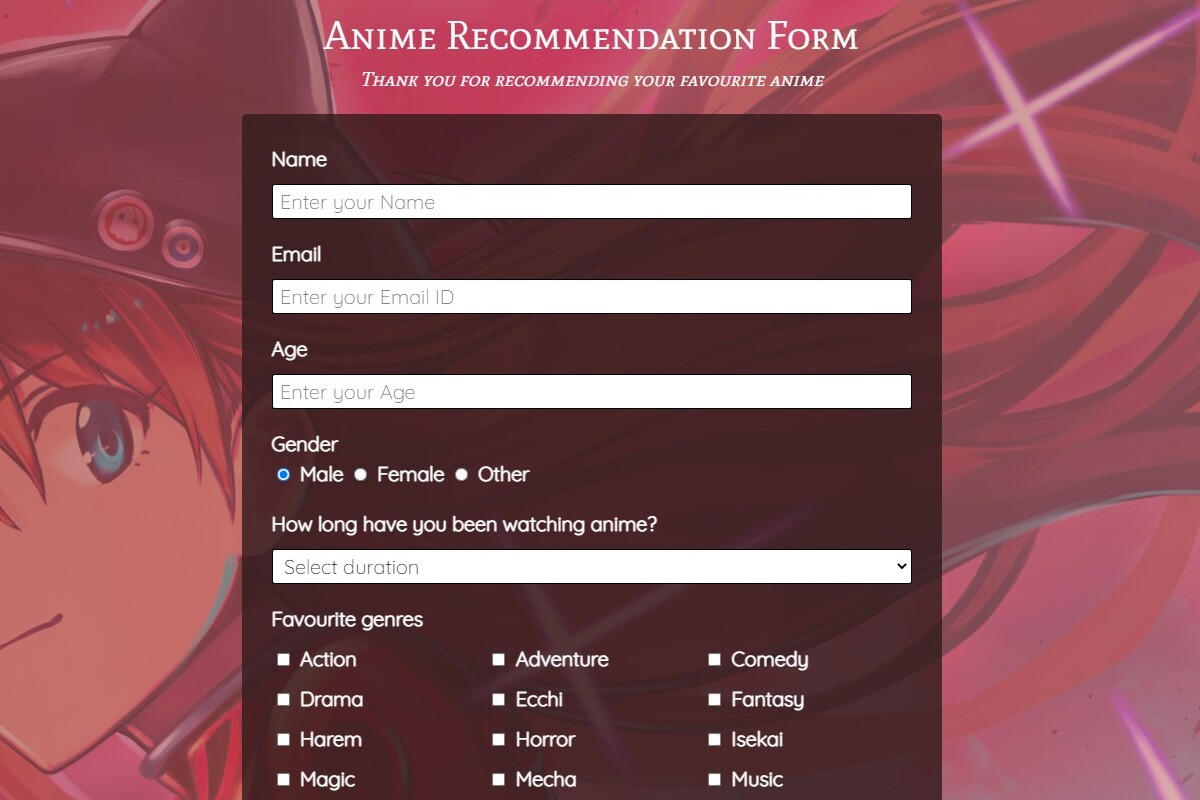 Anime Recommendation Form
Thank you for recommending your favourite anime
Name
Enter your Name
Email
Enter your Email ID
Age
Enter your Age
Gender
Male Female Other
How long have you been watching anime?
Select duration
Favourite genres
Action Adventure Comedy
Drama Ecchi Fantasy
Harem Horror Isekai
Magic Mecha Music